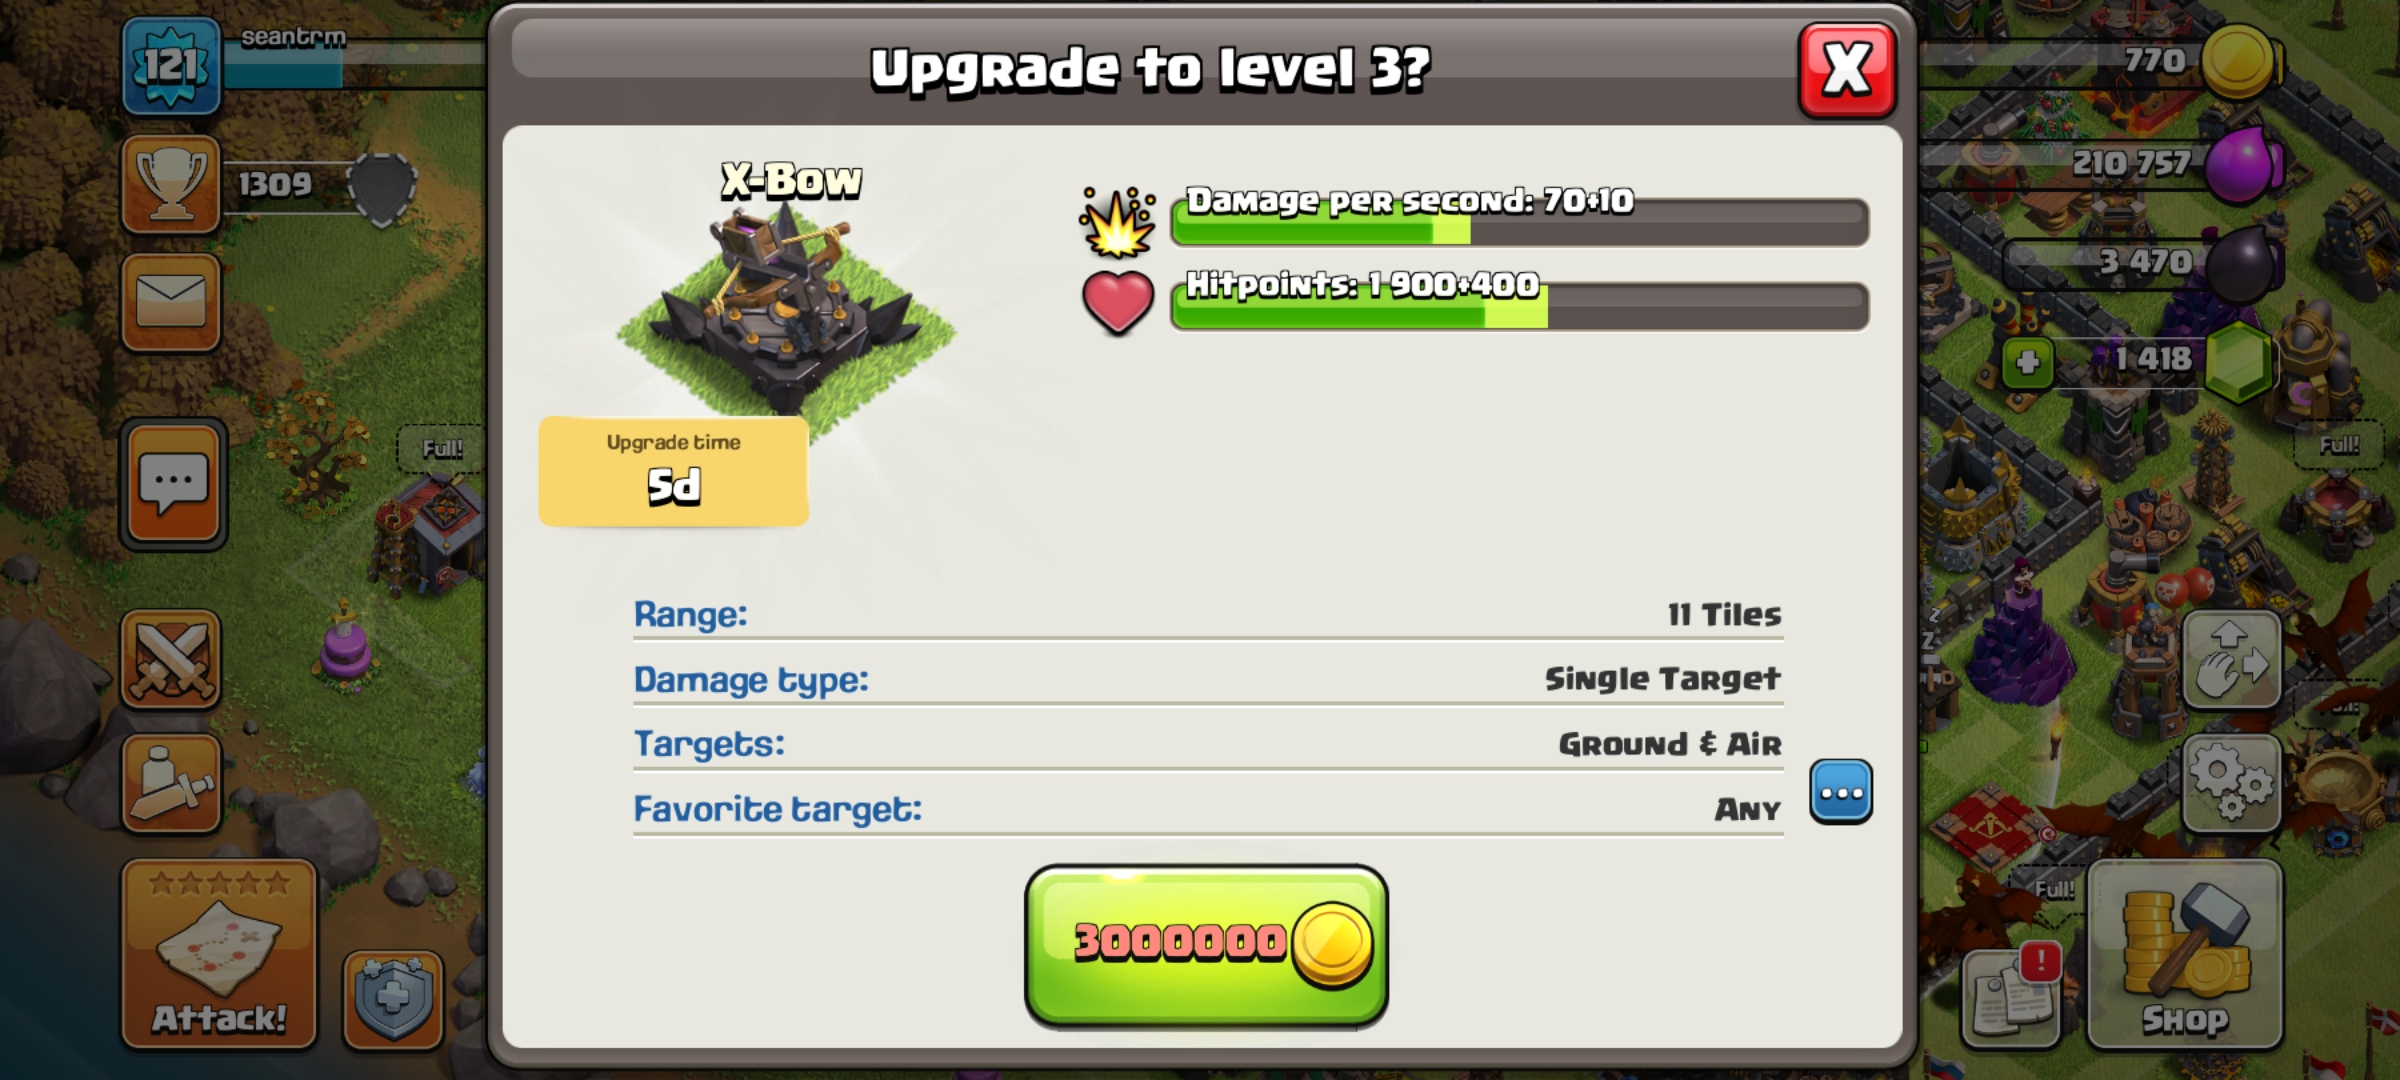 121
seantrm
Upgrade to level 3?
X
770
1309
X-Bow
Damage per second: 70+10
210 757
Hitpoints: 1 900+400
3 470
1 418
Full!
Upgrade time
5d
Full!
Range:
11 Tiles
Damage type:
Single Target
Targets:
Ground & Air
Favorite target:
Any
Full!
3000000
!
Attack!
Shop